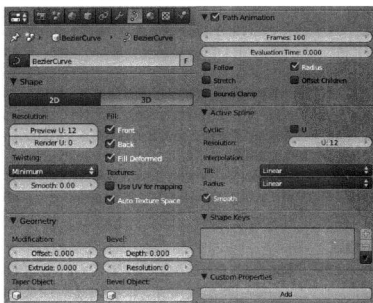 BezierCurve
BezierCurve
BezierCurve
F
Shape
2D
3D
Resolution:
Fill:
Preview U: 12
Front
Render U: 0
Back
Twisting:
Fill Deformed
Minimum
Textures:
Smooth: 0.00
Use UV for mapping
Auto Texture Space
Geometry
Modification:
Bevel:
Offset: 0.000
Depth: 0.000
Extrude: 0.000
Resolution: 0
Taper Object:
Bevel Object:
Path Animation
Frames: 100
Evaluation Time: 0.000
Follow
Radius
Stretch
Offset Children
Bounds Clamp
Active Spline
Cyclic:
U
Resolution:
U: 12
Interpolation:
Tilt:
Linear
Radius:
Linear
Smooth
Shape Keys
Custom Properties
Add